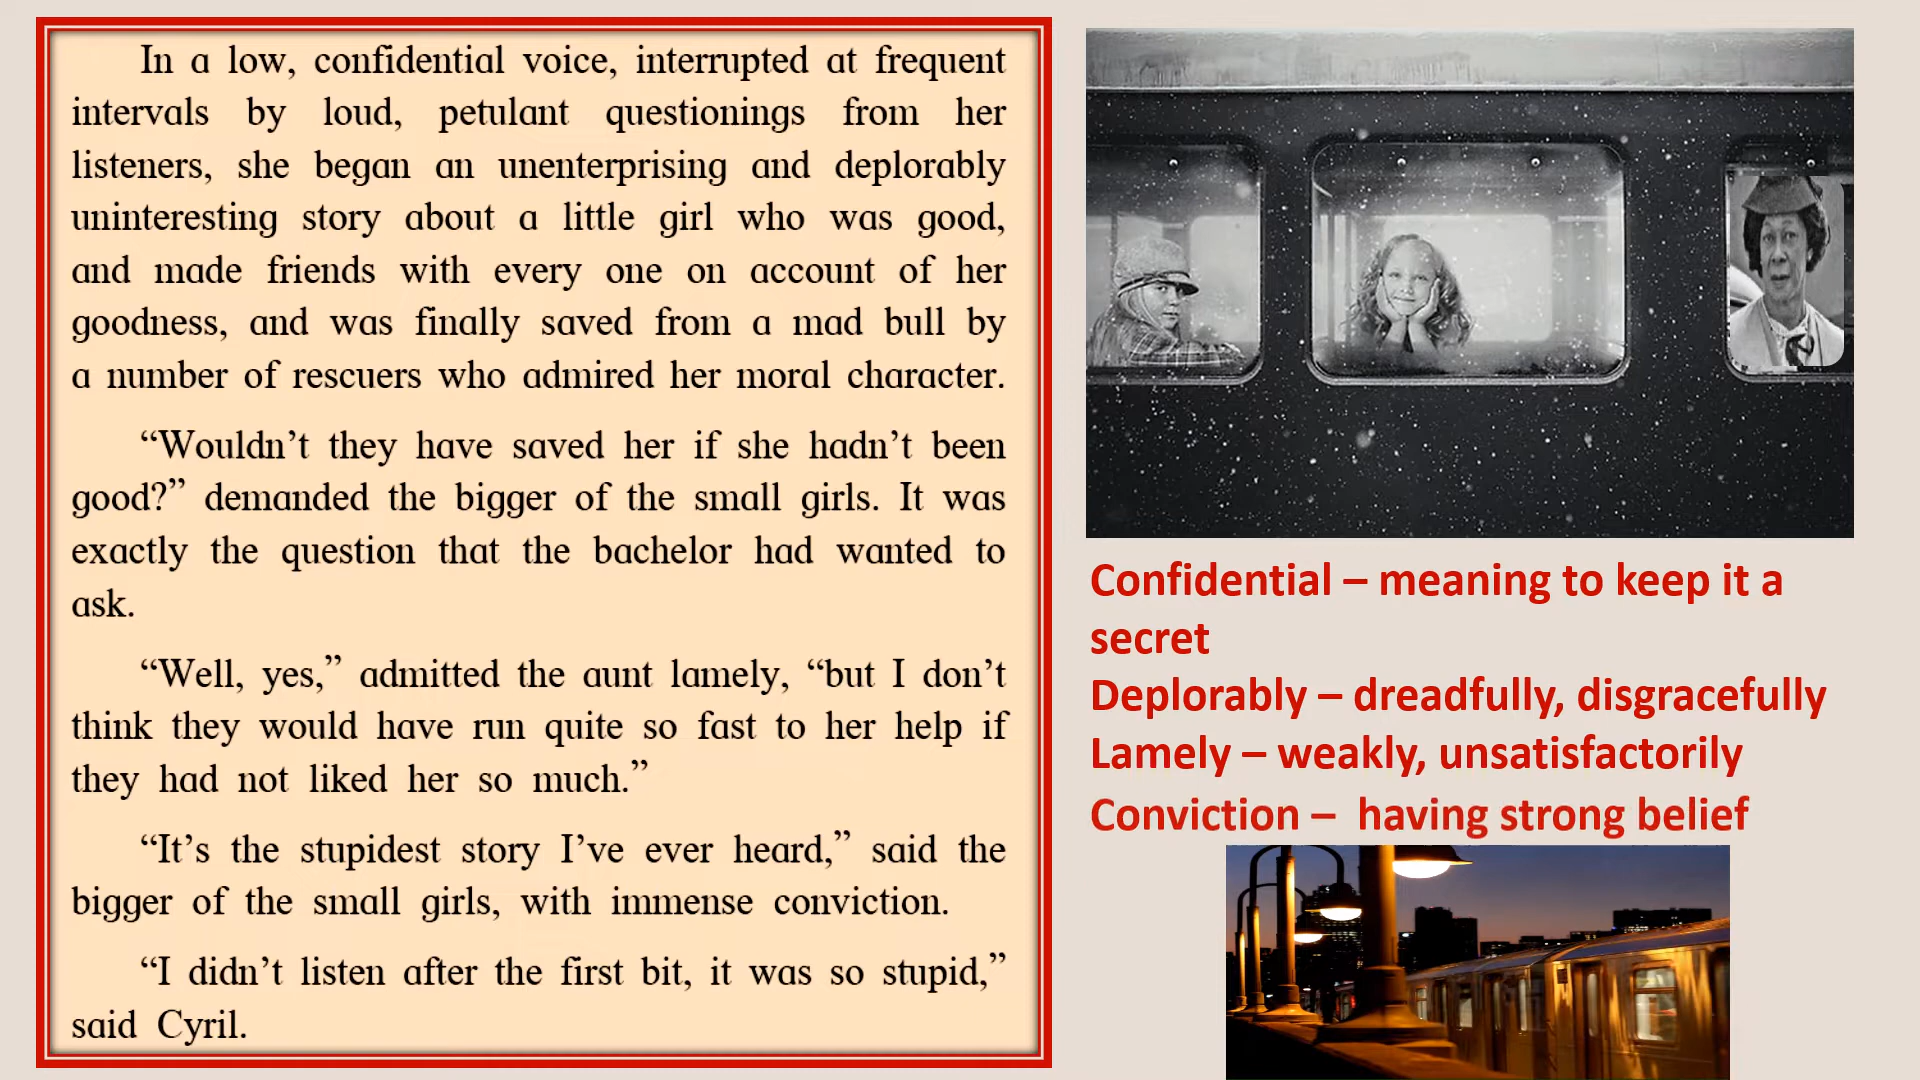 In a low, confidential voice, interrupted at frequent
intervals by loud, petulant questionings from her
listeners, she began an unenterprising and deplorably
uninteresting story about a little girl who was good,
and made friends with every one on account of her
goodness, and was finally saved from a mad bull by
a number of rescuers who admired her moral character.
“Wouldn’t they have saved her if she hadn’t been
good?” demanded the bigger of the small girls. It was
exactly the question that the bachelor had wanted to
ask.
“Well, yes,” admitted the aunt lamely, “but I don’t
think they would have run quite so fast to her help if
they had not liked her so much.”
“It’s the stupidest story I’ve ever heard,” said the
bigger of the small girls, with immense conviction.
“I didn’t listen after the first bit, it was so stupid,”
said Cyril.
Confidential – meaning to keep it a
secret
Deplorably – dreadfully, disgracefully
Lamely – weakly, unsatisfactorily
Conviction – having strong belief